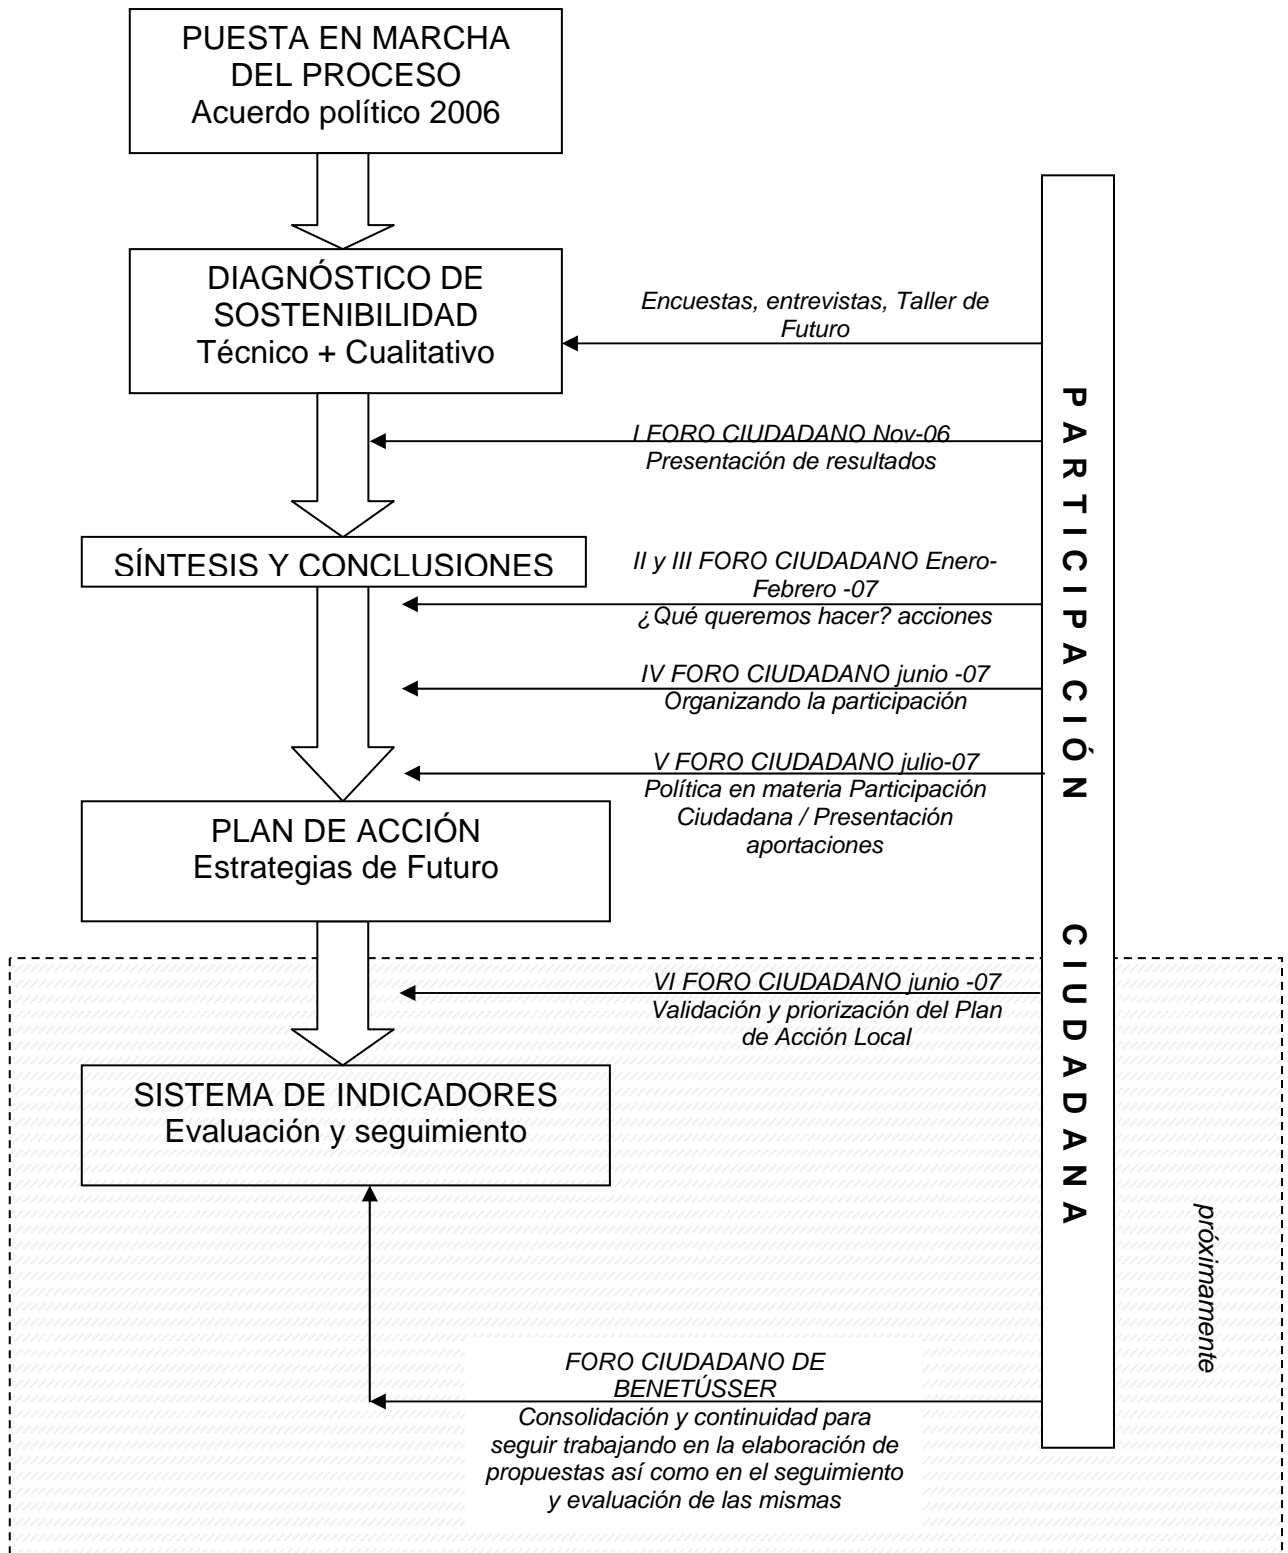 PUESTA EN MARCHA
DEL PROCESO
Acuerdo político 2006
DIAGNÓSTICO DE
SOSTENIBILIDAD
Técnico + Cualitativo
Encuestas, entrevistas, Taller de
Futuro
I FORO CIUDADANO Nov-06
Presentación de resultados
SÍNTESIS Y CONCLUSIONES
II y III FORO CIUDADANO Enero-
Febrero -07
¿Qué queremos hacer? acciones
IV FORO CIUDADANO junio -07
Organizando la participación
V FORO CIUDADANO julio-07
Política en materia Participación
Ciudadana / Presentación
aportaciones
PLAN DE ACCIÓN
Estrategias de Futuro
VI FORO CIUDADANO junio -07
Validación y priorización del Plan
de Acción Local
SISTEMA DE INDICADORES
Evaluación y seguimiento
FORO CIUDADANO DE
BENETÚSSER
Consolidación y continuidad para
seguir trabajando en la elaboración de
propuestas así como en el seguimiento
y evaluación de las mismas
PARTICIPACIÓN CIUDADANA
próximamente